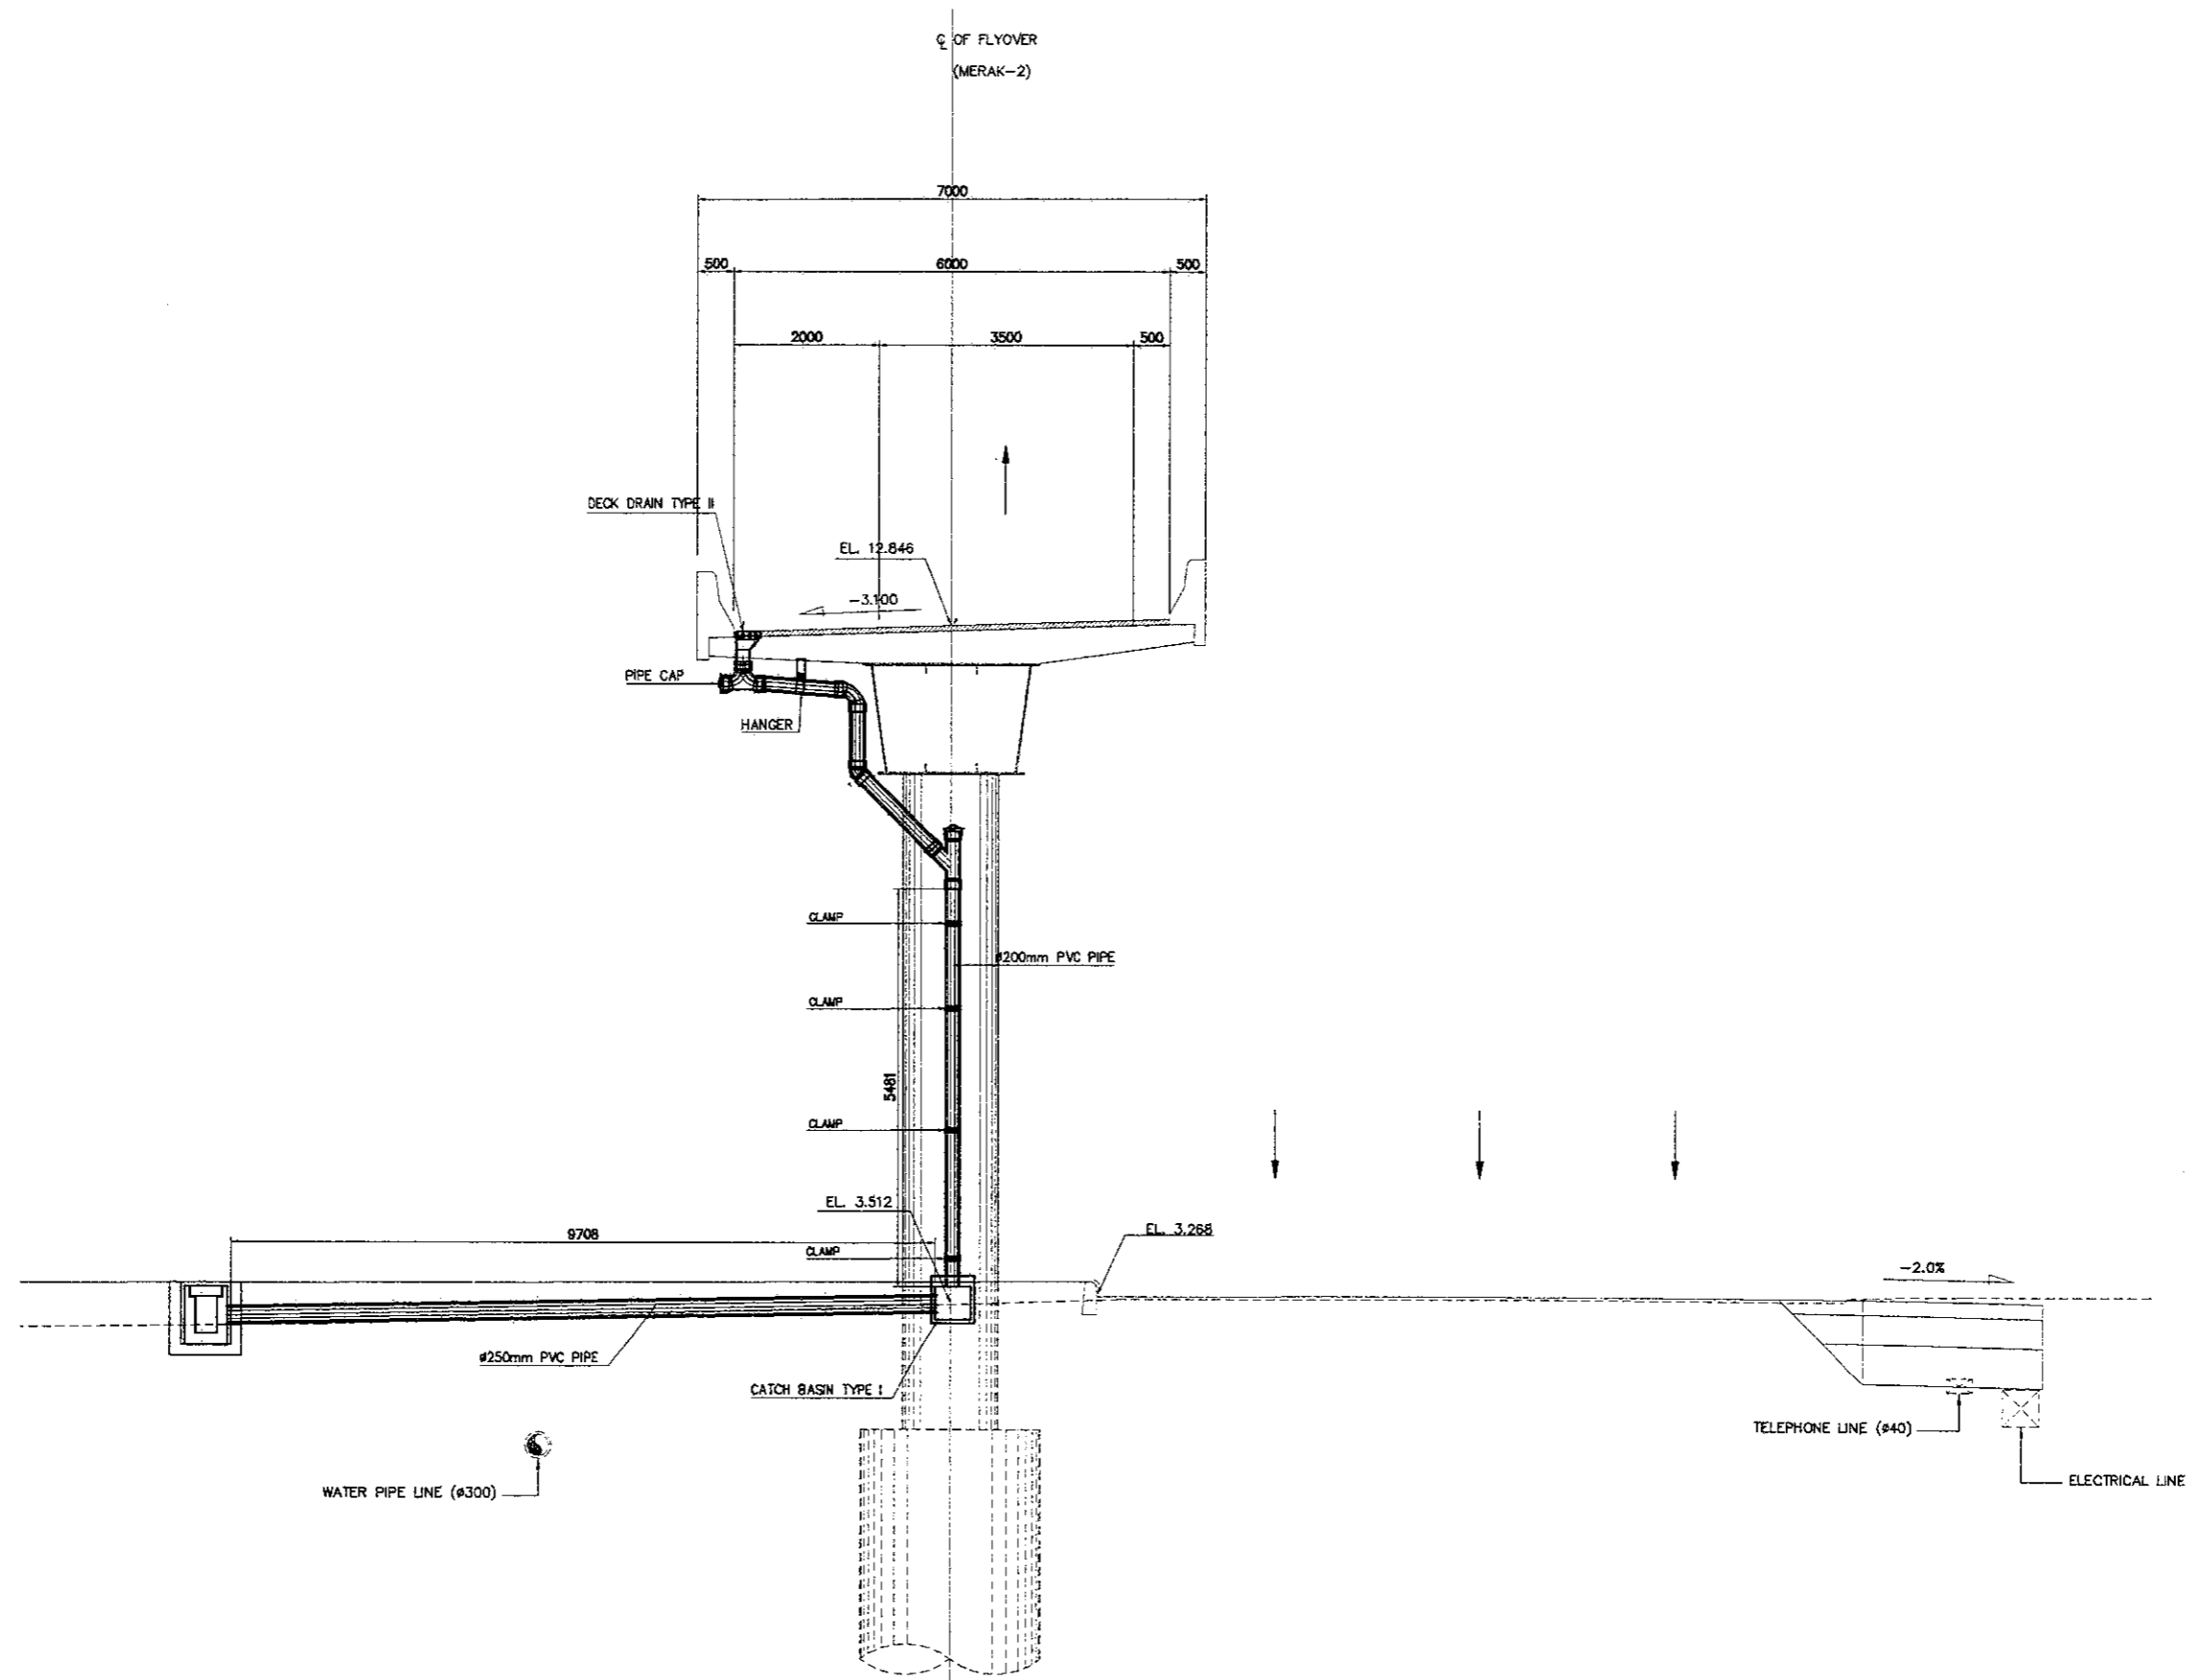 ℄ OF FLYOVER
(MERAK-2)
7000
500 6000 500
2000 3500 500
DECK DRAIN TYPE II
EL. 12.846
-3.100
PIPE CAP
HANGER
CLAMP
ø200mm PVC PIPE
CLAMP
5481
CLAMP
EL. 3.512
9708
EL. 3.268
CLAMP
-2.0%
ø250mm PVC PIPE
CATCH BASIN TYPE I
TELEPHONE LINE (ø40)
ELECTRICAL LINE
WATER PIPE LINE (ø300)